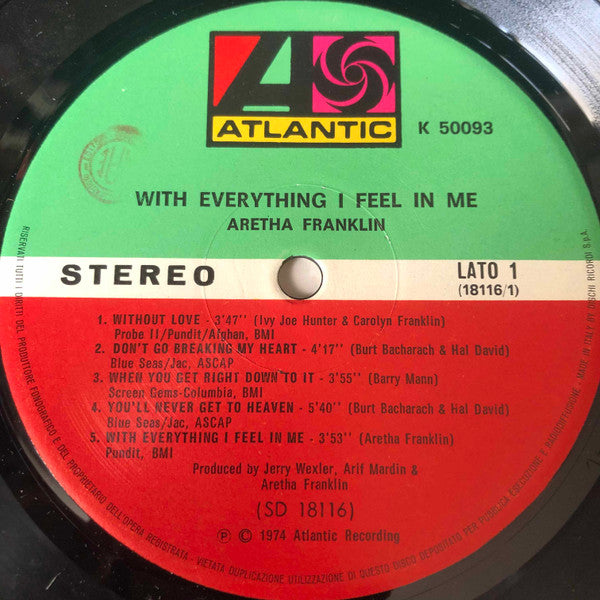 ATLANTIC
K 50093
WITH EVERYTHING I FEEL IN ME
ARETHA FRANKLIN
STEREO
LATO 1
(18116/1)
1. WITHOUT LOVE - 3'47'' (Ivy Joe Hunter & Carolyn Franklin)
Probe II/Pundit/Afghan, BMI
2. DON'T GO BREAKING MY HEART - 4'17'' (Burt Bacharach & Hal David)
Blue Seas/Jac, ASCAP
3. WHEN YOU GET RIGHT DOWN TO IT - 3'55'' (Barry Mann)
Screen Gems-Columbia, BMI
4. YOU'LL NEVER GET TO HEAVEN - 5'40'' (Burt Bacharach & Hal David)
Blue Seas/Jac, ASCAP
5. WITH EVERYTHING I FEEL IN ME - 3'53'' (Aretha Franklin)
Pundit, BMI
Produced by Jerry Wexler, Arif Mardin &
Aretha Franklin
(SD 18116)
℗ © 1974 Atlantic Recording
RISERVATI TUTTI I DIRITTI DEL PRODUTTORE FONOGRAFICO E DEL PROPRIETARIO DELL'OPERA REGISTRATA - VIETATA DUPLICAZIONE UTILIZZAZIONE DI QUESTO DISCO DEPOSITATO PER PUBBLICA ESECUZIONE E RADIODIFFUSIONE. MADE IN ITALY BY DISCHI RICORDI S.p.A.